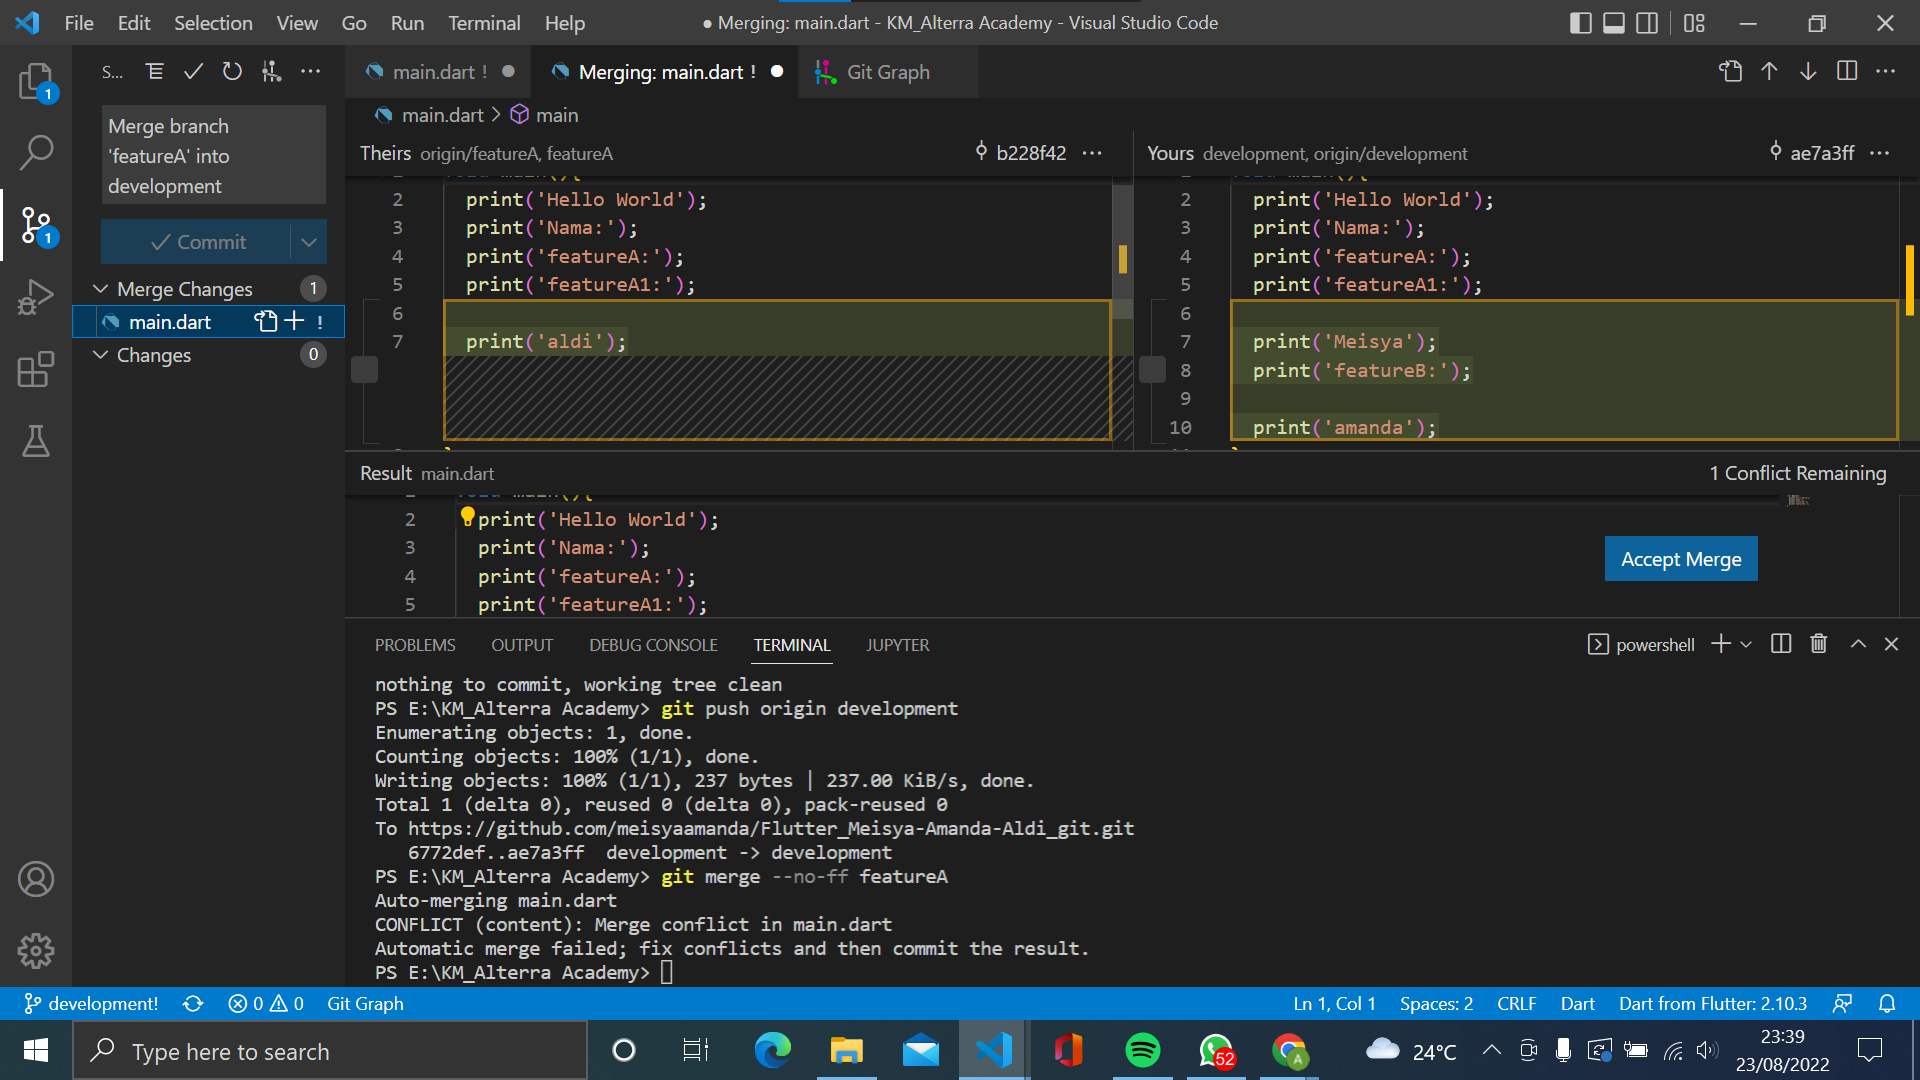 File Edit Selection View Go Run Terminal Help
● Merging: main.dart - KM_Alterra Academy - Visual Studio Code
S...
main.dart !
Merging: main.dart !
Git Graph
1
main.dart > main
Merge branch
'featureA' into
development
Commit
Merge Changes 1
main.dart !
Changes 0
1
Theirs origin/featureA, featureA
b228f42 ...
2 print('Hello World');
3 print('Nama:');
4 print('featureA:');
5 print('featureA1:');
6
7 print('aldi');
Yours development, origin/development
ae7a3ff ...
2 print('Hello World');
3 print('Nama:');
4 print('featureA:');
5 print('featureA1:');
6
7 print('Meisya');
8 print('featureB:');
9
10 print('amanda');
Result main.dart
1 Conflict Remaining
2 print('Hello World');
3 print('Nama:');
4 print('featureA:');
5 print('featureA1:');
Accept Merge
PROBLEMS OUTPUT DEBUG CONSOLE TERMINAL JUPYTER
powershell
nothing to commit, working tree clean
PS E:\KM_Alterra Academy> git push origin development
Enumerating objects: 1, done.
Counting objects: 100% (1/1), done.
Writing objects: 100% (1/1), 237 bytes | 237.00 KiB/s, done.
Total 1 (delta 0), reused 0 (delta 0), pack-reused 0
To https://github.com/meisyaamanda/Flutter_Meisya-Amanda-Aldi_git.git
6772def..ae7a3ff development -> development
PS E:\KM_Alterra Academy> git merge --no-ff featureA
Auto-merging main.dart
CONFLICT (content): Merge conflict in main.dart
Automatic merge failed; fix conflicts and then commit the result.
PS E:\KM_Alterra Academy>
development! 0 0 Git Graph
Ln 1, Col 1 Spaces: 2 CRLF Dart Dart from Flutter: 2.10.3
Type here to search
52
A
24°C
23:39
23/08/2022